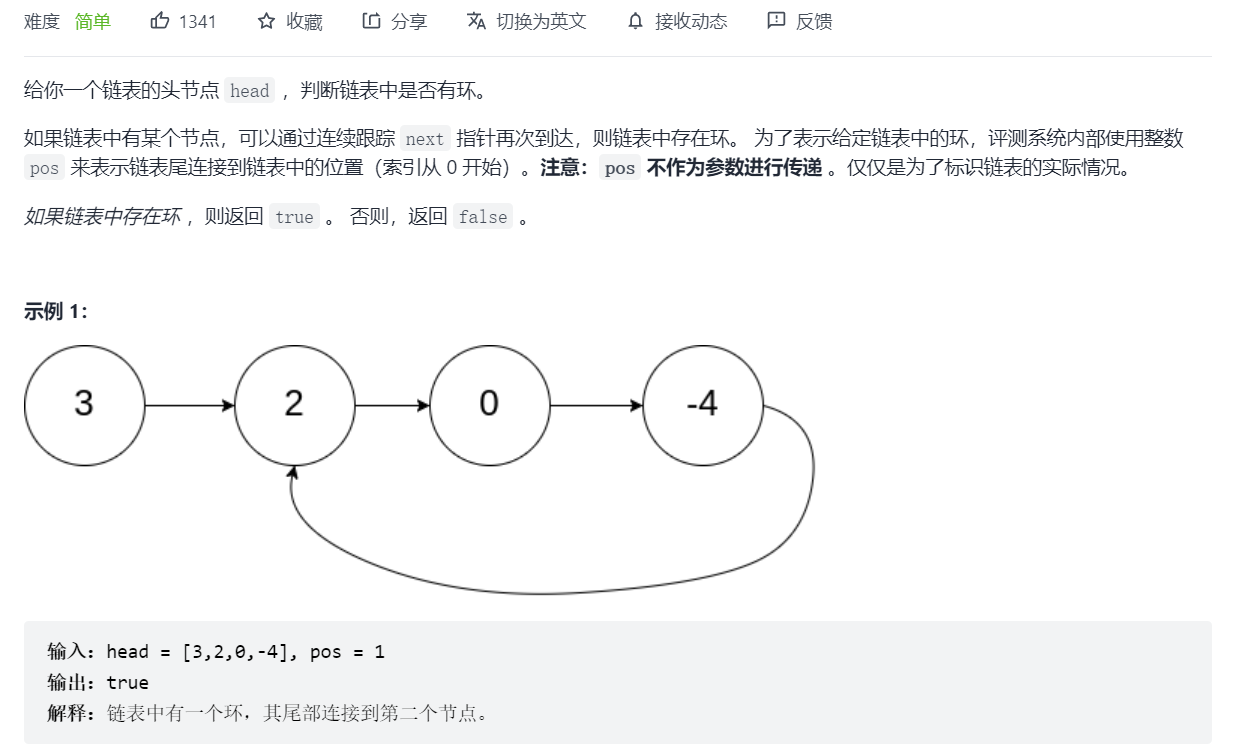 难度 简单 1341 收藏 分享 切换为英文 接收动态 反馈
给你一个链表的头节点 head ，判断链表中是否有环。
如果链表中有某个节点，可以通过连续跟踪 next 指针再次到达，则链表中存在环。 为了表示给定链表中的环，评测系统内部使用整数
pos 来表示链表尾连接到链表中的位置（索引从 0 开始）。注意：pos 不作为参数进行传递 。仅仅是为了标识链表的实际情况。
如果链表中存在环 ，则返回 true 。 否则，返回 false 。
示例 1：
3 2 0 -4
输入：head = [3,2,0,-4], pos = 1
输出：true
解释：链表中有一个环，其尾部连接到第二个节点。